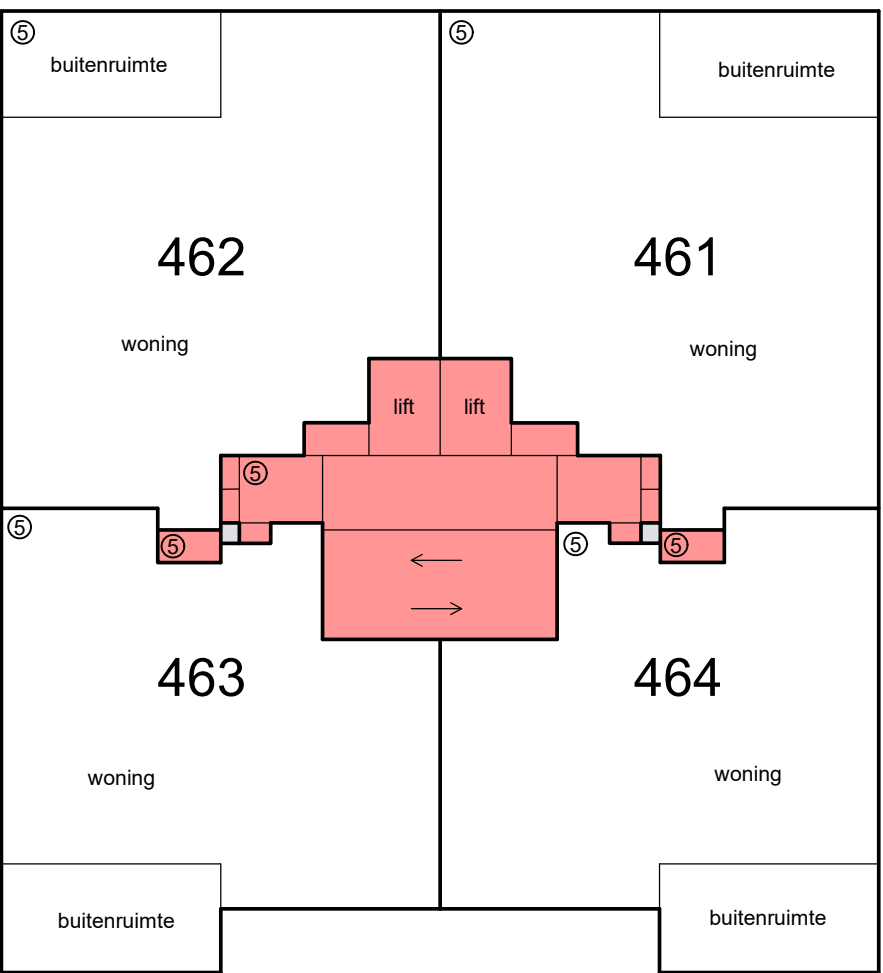 ⑤
⑤
buitenruimte
buitenruimte
462
461
woning
woning
lift
lift
⑤
⑤
⑤
⑤
⑤
463
464
woning
woning
buitenruimte
buitenruimte